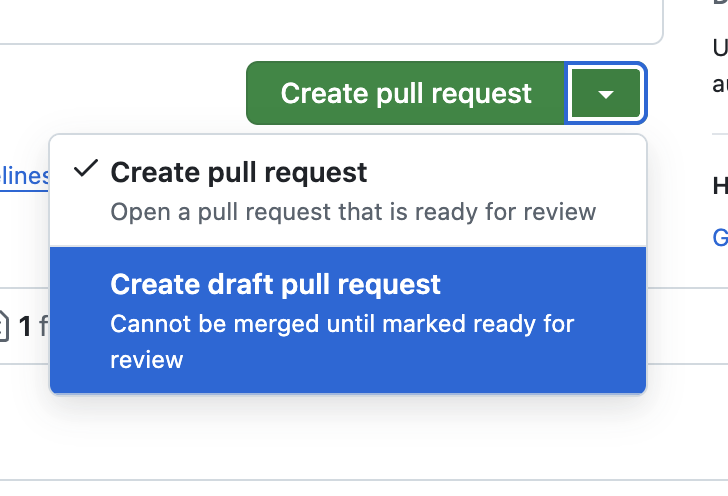 Create pull request
Create pull request
Open a pull request that is ready for review
Create draft pull request
Cannot be merged until marked ready for
review
1